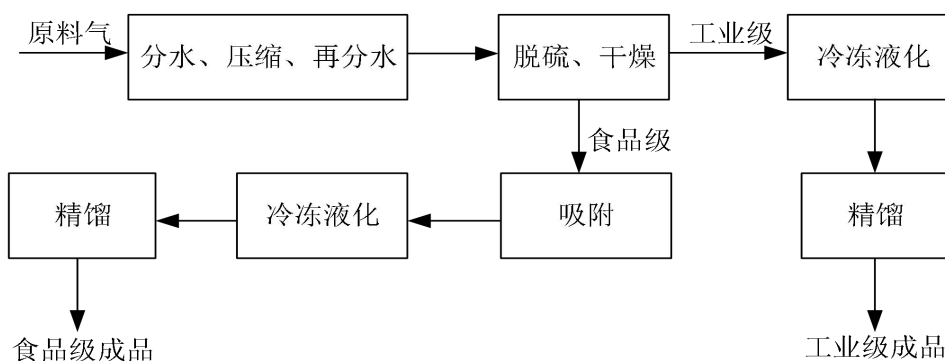 原料气
分水、压缩、再分水
脱硫、干燥
工业级
冷冻液化
食品级
精馏
冷冻液化
吸附
精馏
食品级成品
工业级成品